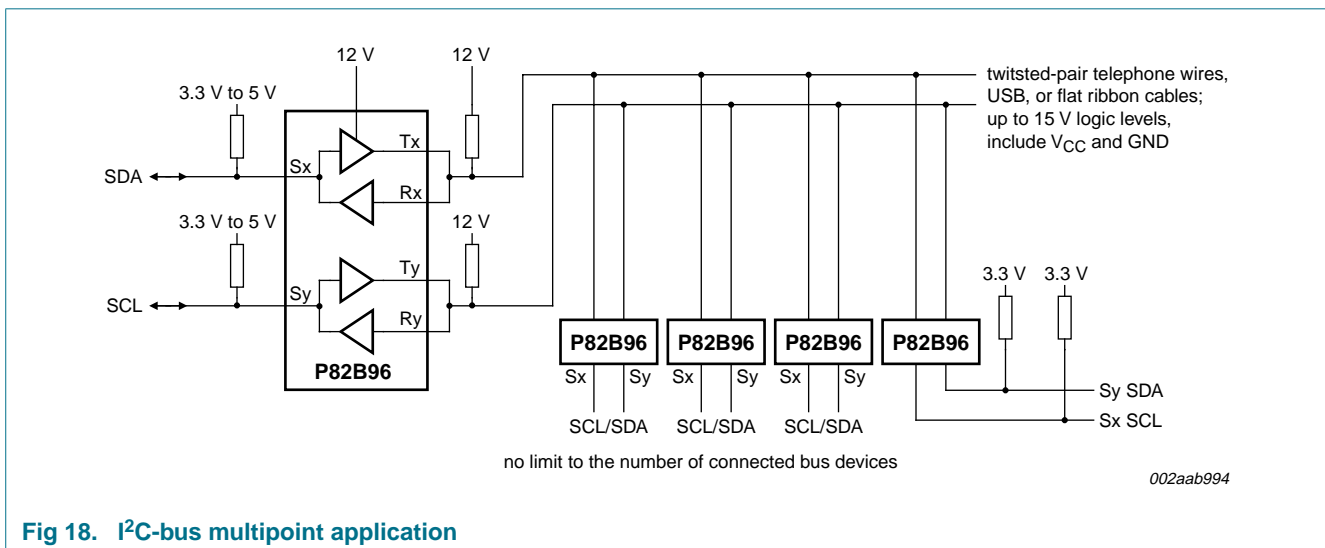 12 V
12 V
3.3 V to 5 V
twitsted-pair telephone wires,
USB, or flat ribbon cables;
up to 15 V logic levels,
include VCC and GND
Tx
Sx
SDA
Rx
3.3 V to 5 V
12 V
Ty
Sy
SCL
Ry
3.3 V 3.3 V
P82B96
P82B96 P82B96 P82B96 P82B96
Sx Sy Sx Sy Sx Sy
Sy SDA
Sx SCL
SCL/SDA SCL/SDA SCL/SDA
no limit to the number of connected bus devices
002aab994
Fig 18. I²C-bus multipoint application